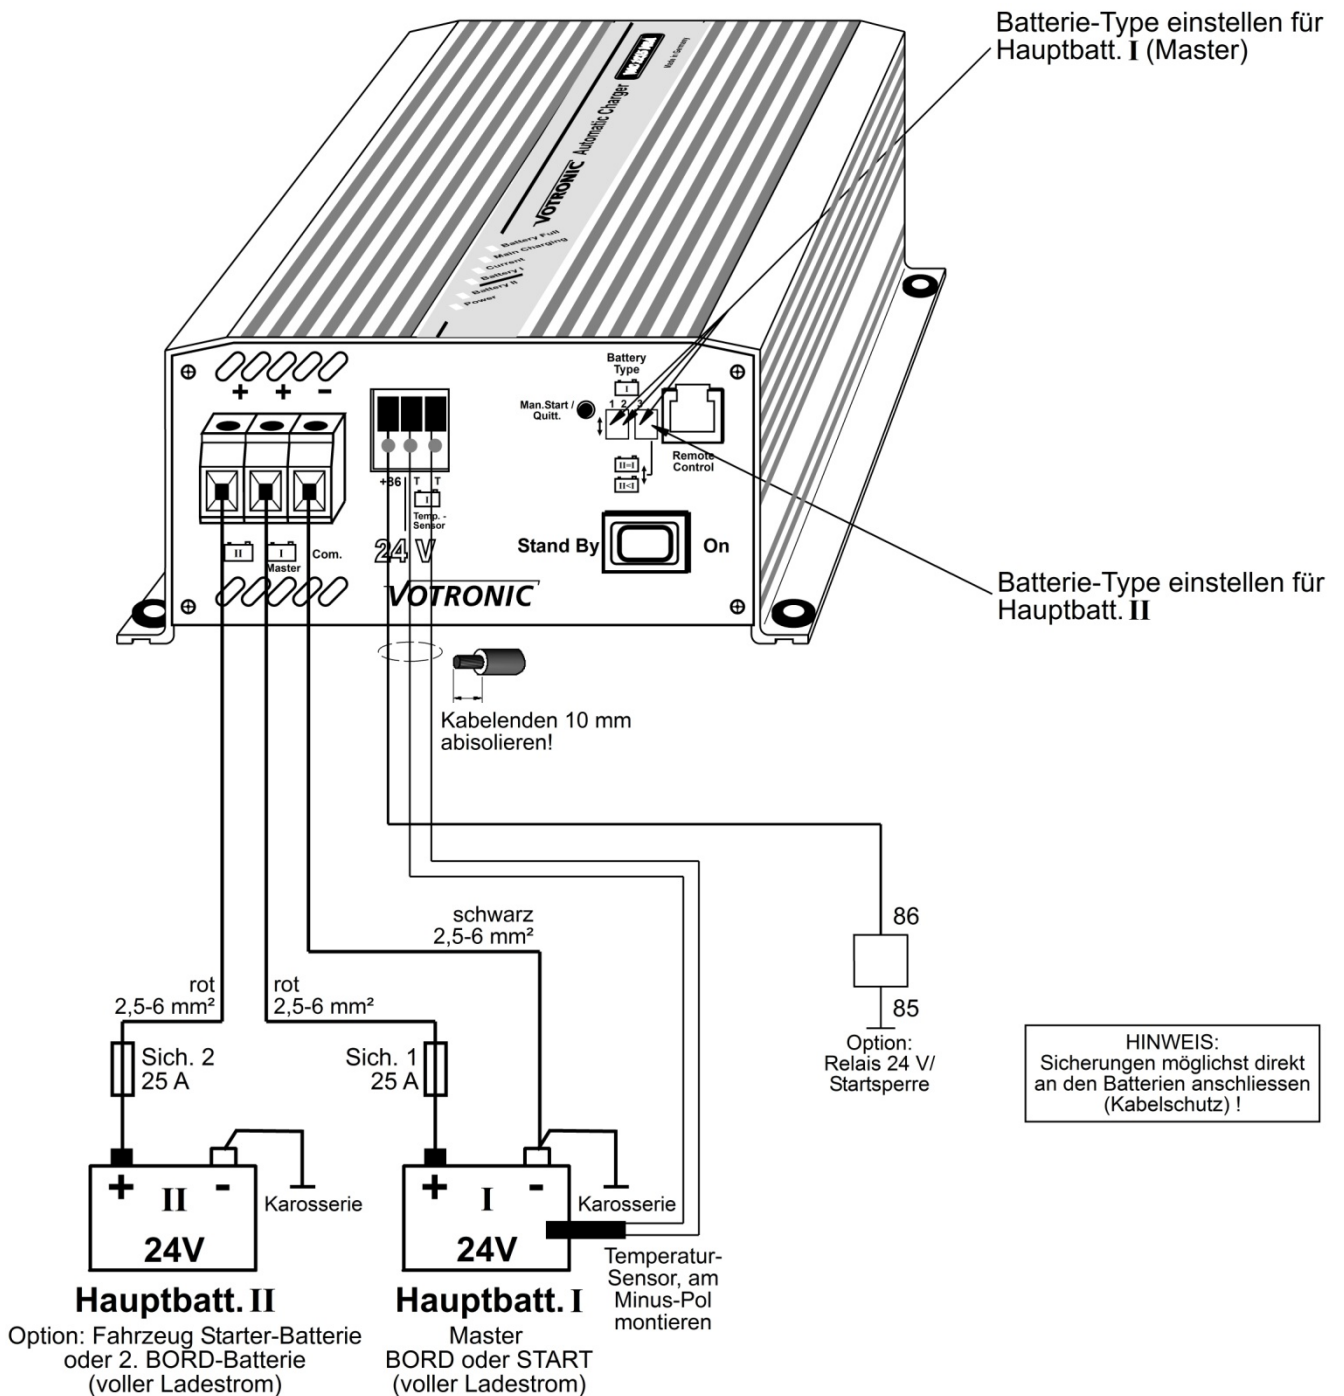 Batterie-Type einstellen für
Hauptbatt. I (Master)
Made in Germany
VOTRONIC Automatic Charger
Battery Full
Main Charging
Current
Battery I
Battery II
Power
+ + -
Battery
Type
I
Man.Start /
Quitt.
1 2 3
II=I
II<I
Remote
Control
+86 T T
I
Temp. -
Sensor
24 V
II I Com.
Master
Stand By On
VOTRONIC
Batterie-Type einstellen für
Hauptbatt. II
Kabelenden 10 mm
abisolieren!
schwarz
2,5-6 mm²
rot
2,5-6 mm²
rot
2,5-6 mm²
86
85
Option:
Relais 24 V/
Startsperre
Sich. 2
25 A
Sich. 1
25 A
HINWEIS:
Sicherungen möglichst direkt
an den Batterien anschliessen
(Kabelschutz) !
+ II -
24V
Karosserie
+ I -
24V
Karosserie
Temperatur-
Sensor, am
Minus-Pol
montieren
Hauptbatt. II
Option: Fahrzeug Starter-Batterie
oder 2. BORD-Batterie
(voller Ladestrom)
Hauptbatt. I
Master
BORD oder START
(voller Ladestrom)